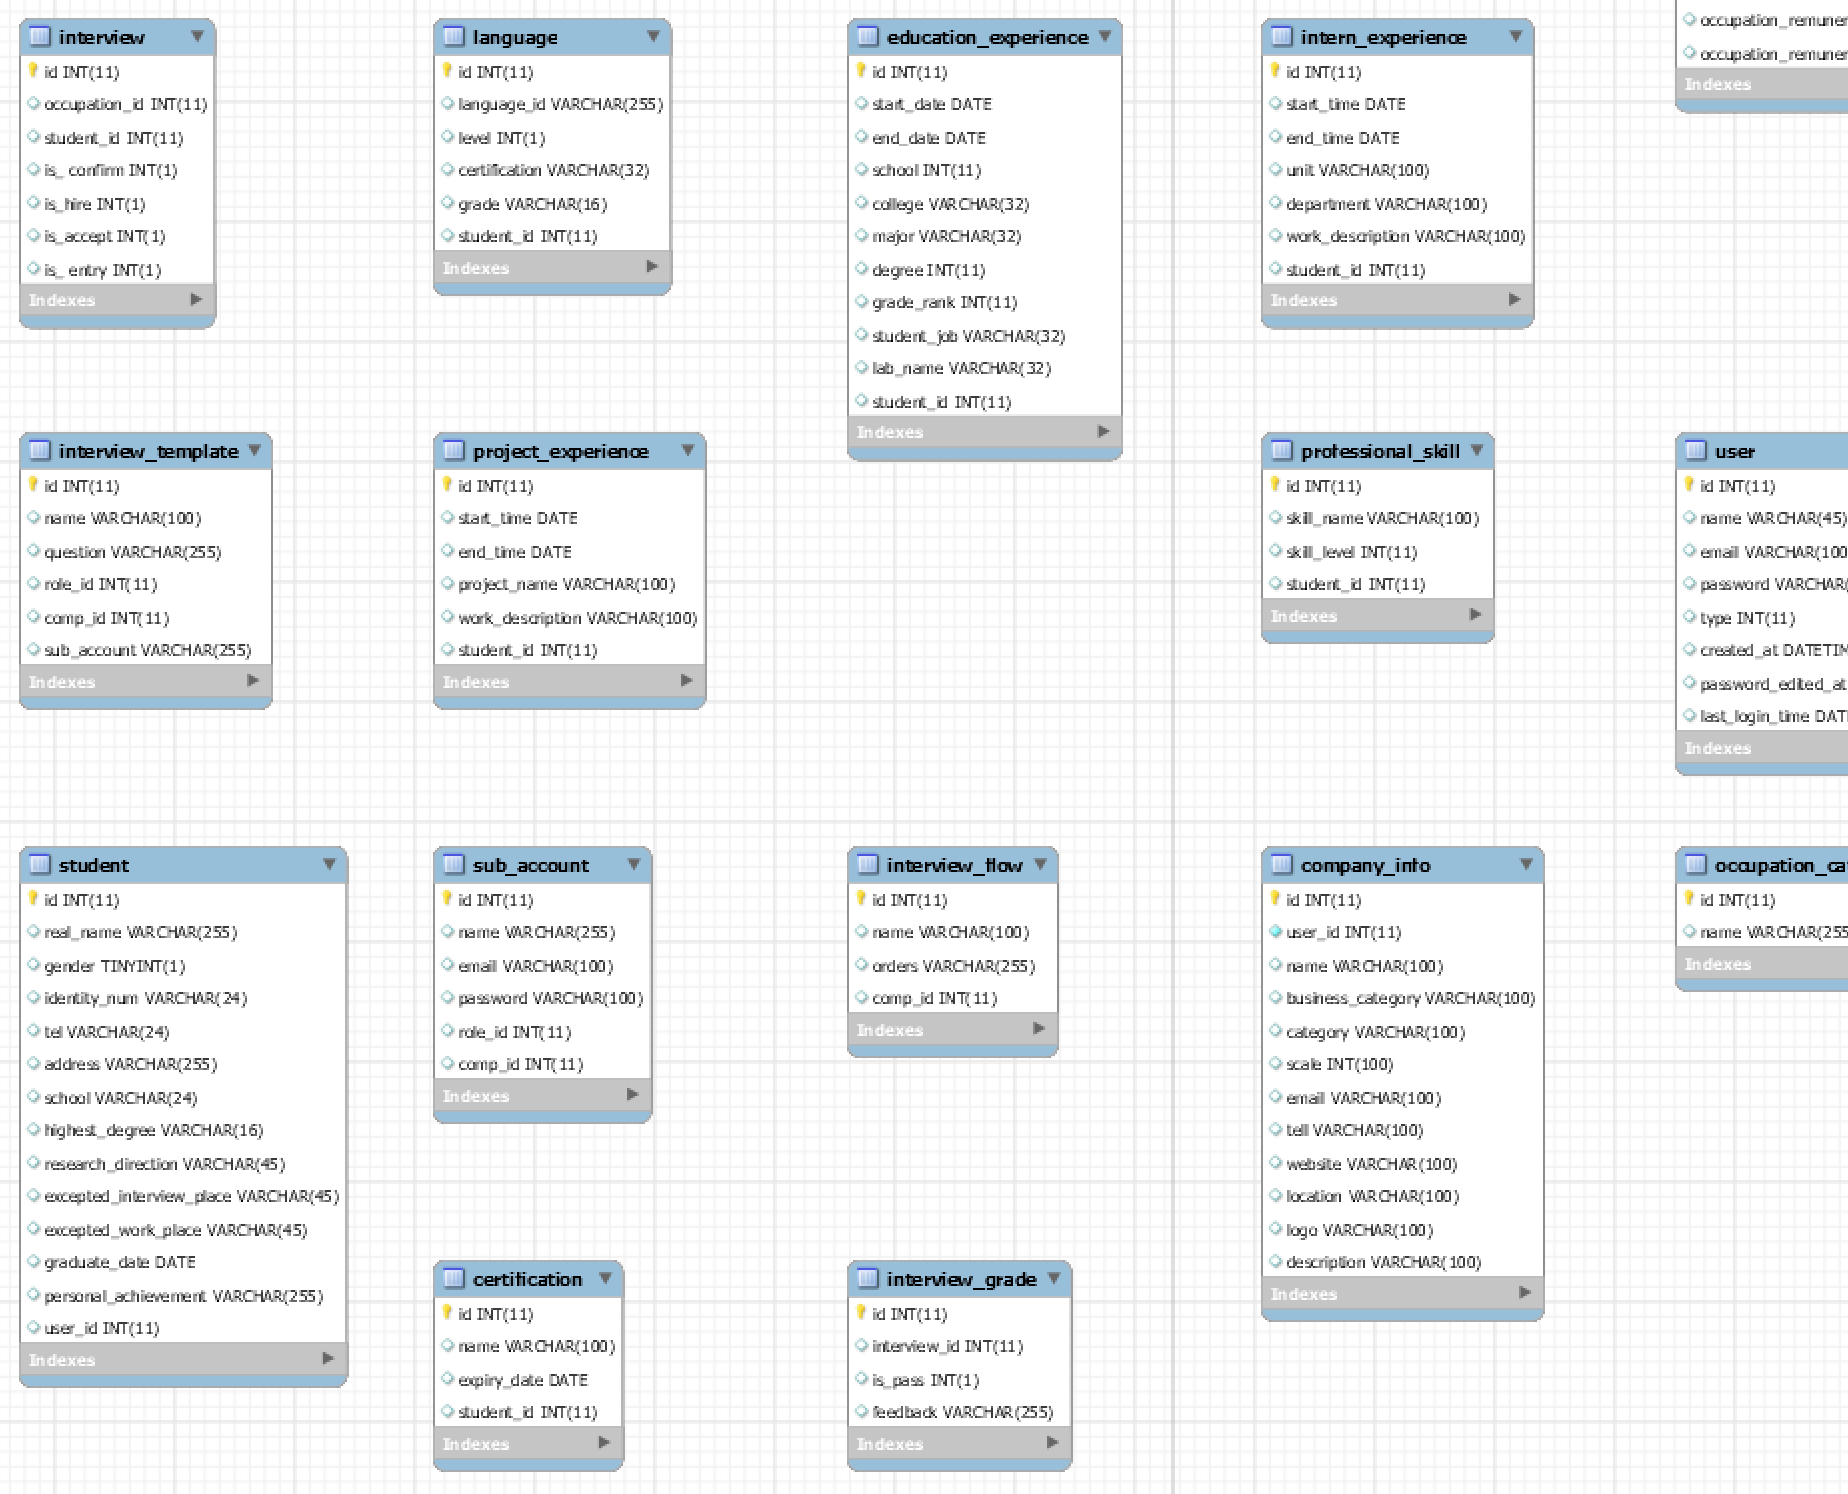 interview
id INT(11)
occupation_id INT(11)
student_id INT(11)
is_ confirm INT(1)
is_hire INT(1)
is_accept INT(1)
is_ entry INT(1)
Indexes
language
id INT(11)
language_id VARCHAR(255)
level INT(1)
certification VARCHAR(32)
grade VARCHAR(16)
student_id INT(11)
Indexes
education_experience
id INT(11)
start_date DATE
end_date DATE
school INT(11)
college VARCHAR(32)
major VARCHAR(32)
degree INT(11)
grade_rank INT(11)
student_job VARCHAR(32)
lab_name VARCHAR(32)
student_id INT(11)
Indexes
intern_experience
id INT(11)
start_time DATE
end_time DATE
unit VARCHAR(100)
department VARCHAR(100)
work_description VARCHAR(100)
student_id INT(11)
Indexes
occupation_remuner
occupation_remuner
Indexes
interview_template
id INT(11)
name VARCHAR(100)
question VARCHAR(255)
role_id INT(11)
comp_id INT(11)
sub_account VARCHAR(255)
Indexes
project_experience
id INT(11)
start_time DATE
end_time DATE
project_name VARCHAR(100)
work_description VARCHAR(100)
student_id INT(11)
Indexes
professional_skill
id INT(11)
skill_name VARCHAR(100)
skill_level INT(11)
student_id INT(11)
Indexes
user
id INT(11)
name VARCHAR(45)
email VARCHAR(100
password VARCHAR(
type INT(11)
created_at DATETIM
password_edited_at
last_login_time DAT
Indexes
student
id INT(11)
real_name VARCHAR(255)
gender TINYINT(1)
identity_num VARCHAR(24)
tel VARCHAR(24)
address VARCHAR(255)
school VARCHAR(24)
highest_degree VARCHAR(16)
research_direction VARCHAR(45)
excepted_interview_place VARCHAR(45)
excepted_work_place VARCHAR(45)
graduate_date DATE
personal_achievement VARCHAR(255)
user_id INT(11)
Indexes
sub_account
id INT(11)
name VARCHAR(255)
email VARCHAR(100)
password VARCHAR(100)
role_id INT(11)
comp_id INT(11)
Indexes
interview_flow
id INT(11)
name VARCHAR(100)
orders VARCHAR(255)
comp_id INT(11)
Indexes
company_info
id INT(11)
user_id INT(11)
name VARCHAR(100)
business_category VARCHAR(100)
category VARCHAR(100)
scale INT(100)
email VARCHAR(100)
tell VARCHAR(100)
website VARCHAR(100)
location VARCHAR(100)
logo VARCHAR(100)
description VARCHAR(100)
Indexes
occupation_ca
id INT(11)
name VARCHAR(255
Indexes
certification
id INT(11)
name VARCHAR(100)
expiry_date DATE
student_id INT(11)
Indexes
interview_grade
id INT(11)
interview_id INT(11)
is_pass INT(1)
feedback VARCHAR(255)
Indexes